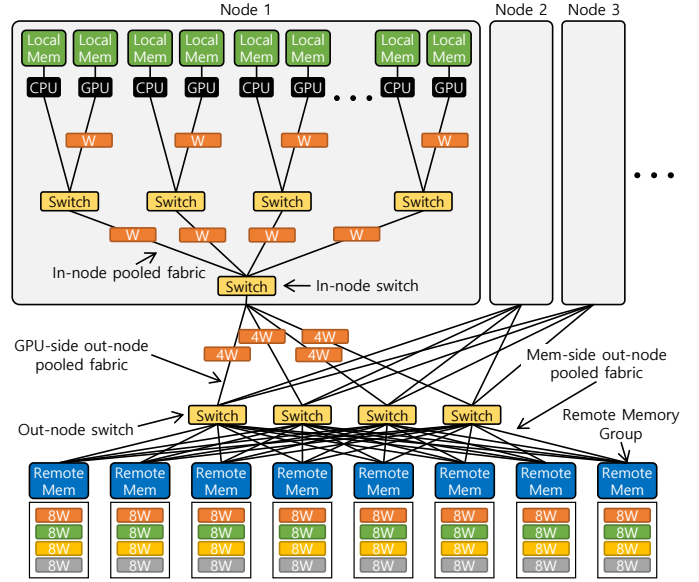 Node 1
Node 2
Node 3
Local Mem
Local Mem
Local Mem
Local Mem
Local Mem
Local Mem
Local Mem
Local Mem
CPU
GPU
CPU
GPU
CPU
GPU
CPU
GPU
W
W
W
W
Switch
Switch
Switch
Switch
W
W
W
W
In-node pooled fabric
Switch
In-node switch
GPU-side out-node
pooled fabric
4W
4W
4W
4W
Mem-side out-node
pooled fabric
Out-node switch
Switch
Switch
Switch
Switch
Remote Memory
Group
Remote Mem
Remote Mem
Remote Mem
Remote Mem
Remote Mem
Remote Mem
Remote Mem
Remote Mem
8W 8W 8W 8W 8W 8W 8W 8W
8W 8W 8W 8W 8W 8W 8W 8W
8W 8W 8W 8W 8W 8W 8W 8W
8W 8W 8W 8W 8W 8W 8W 8W